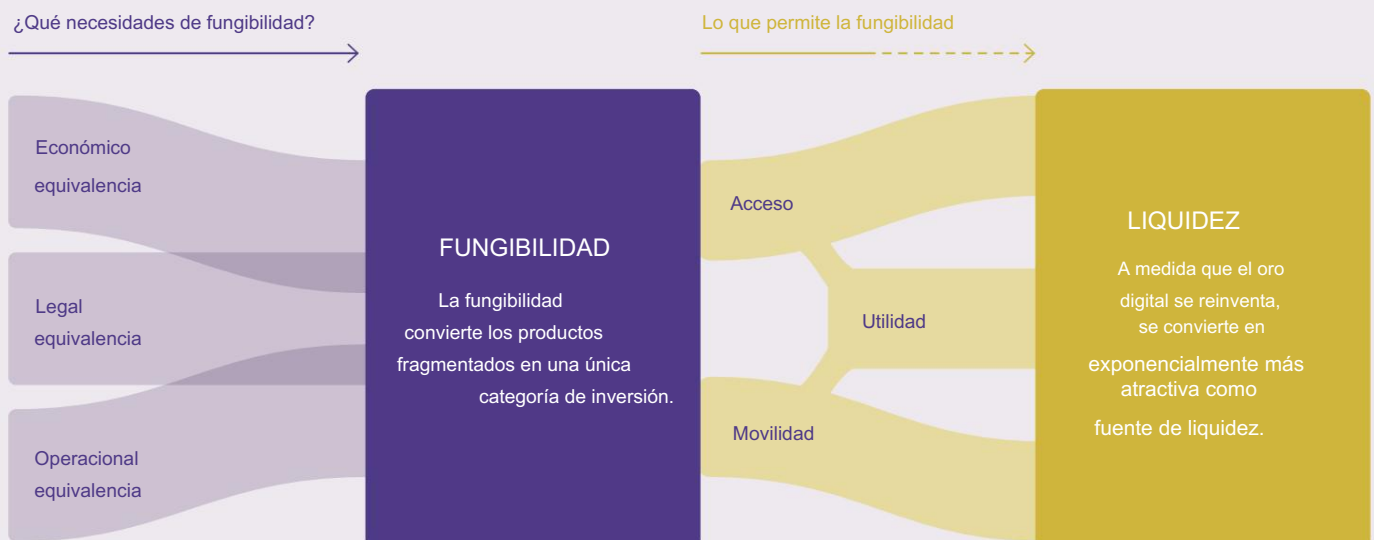 ¿Qué necesidades de fungibilidad?
Lo que permite la fungibilidad
Económico
equivalencia
Legal
equivalencia
Operacional
equivalencia
FUNGIBILIDAD
La fungibilidad
convierte los productos
fragmentados en una única
categoría de inversión.
Acceso
Utilidad
Movilidad
LIQUIDEZ
A medida que el oro
digital se reinventa,
se convierte en
exponencialmente más
atractiva como
fuente de liquidez.